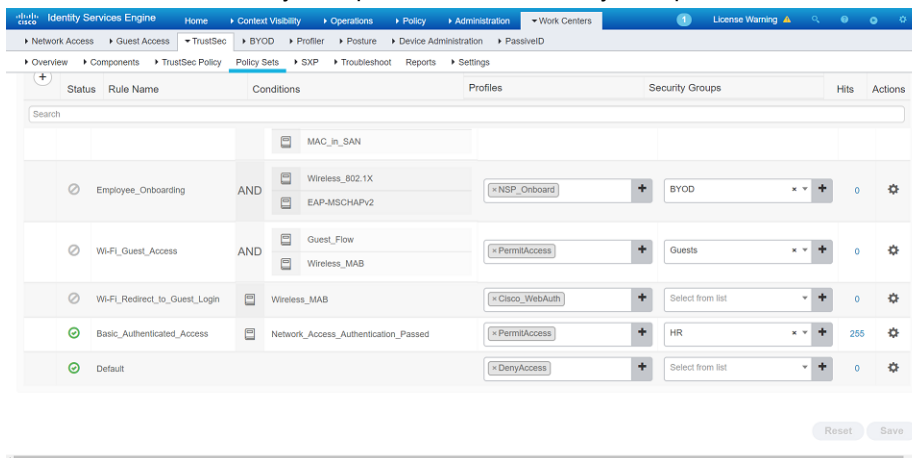 cisco Identity Services Engine Home Context Visibility Operations Policy Administration Work Centers 1 License Warning
Network Access Guest Access TrustSec BYOD Profiler Posture Device Administration PassiveID
Overview Components TrustSec Policy Policy Sets SXP Troubleshoot Reports Settings
+ Status Rule Name Conditions Profiles Security Groups Hits Actions
Search
MAC_in_SAN
Employee_Onboarding AND Wireless_802.1X EAP-MSCHAPv2 × NSP_Onboard + BYOD × + 0
Wi-Fi_Guest_Access AND Guest_Flow Wireless_MAB × PermitAccess + Guests × + 0
Wi-Fi_Redirect_to_Guest_Login Wireless_MAB × Cisco_WebAuth + Select from list + 0
Basic_Authenticated_Access Network_Access_Authentication_Passed × PermitAccess + HR × + 255
Default × DenyAccess + Select from list + 0
Reset Save